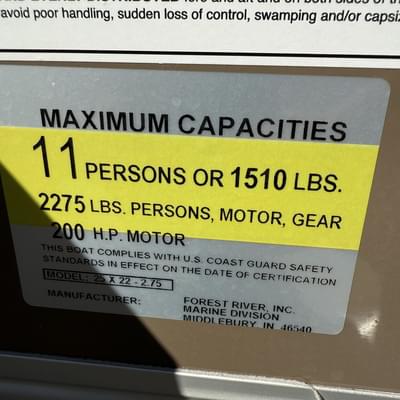 avoid poor handling, sudden loss of control, swamping and/or capsiz
MAXIMUM CAPACITIES
11 PERSONS OR 1510 LBS.
2275 LBS. PERSONS, MOTOR, GEAR
200 H.P. MOTOR
THIS BOAT COMPLIES WITH U.S. COAST GUARD SAFETY
STANDARDS IN EFFECT ON THE DATE OF CERTIFICATION
MODEL: 25 X 22 - 2.75
MANUFACTURER: FOREST RIVER, INC.
MARINE DIVISION
MIDDLEBURY, IN 46540